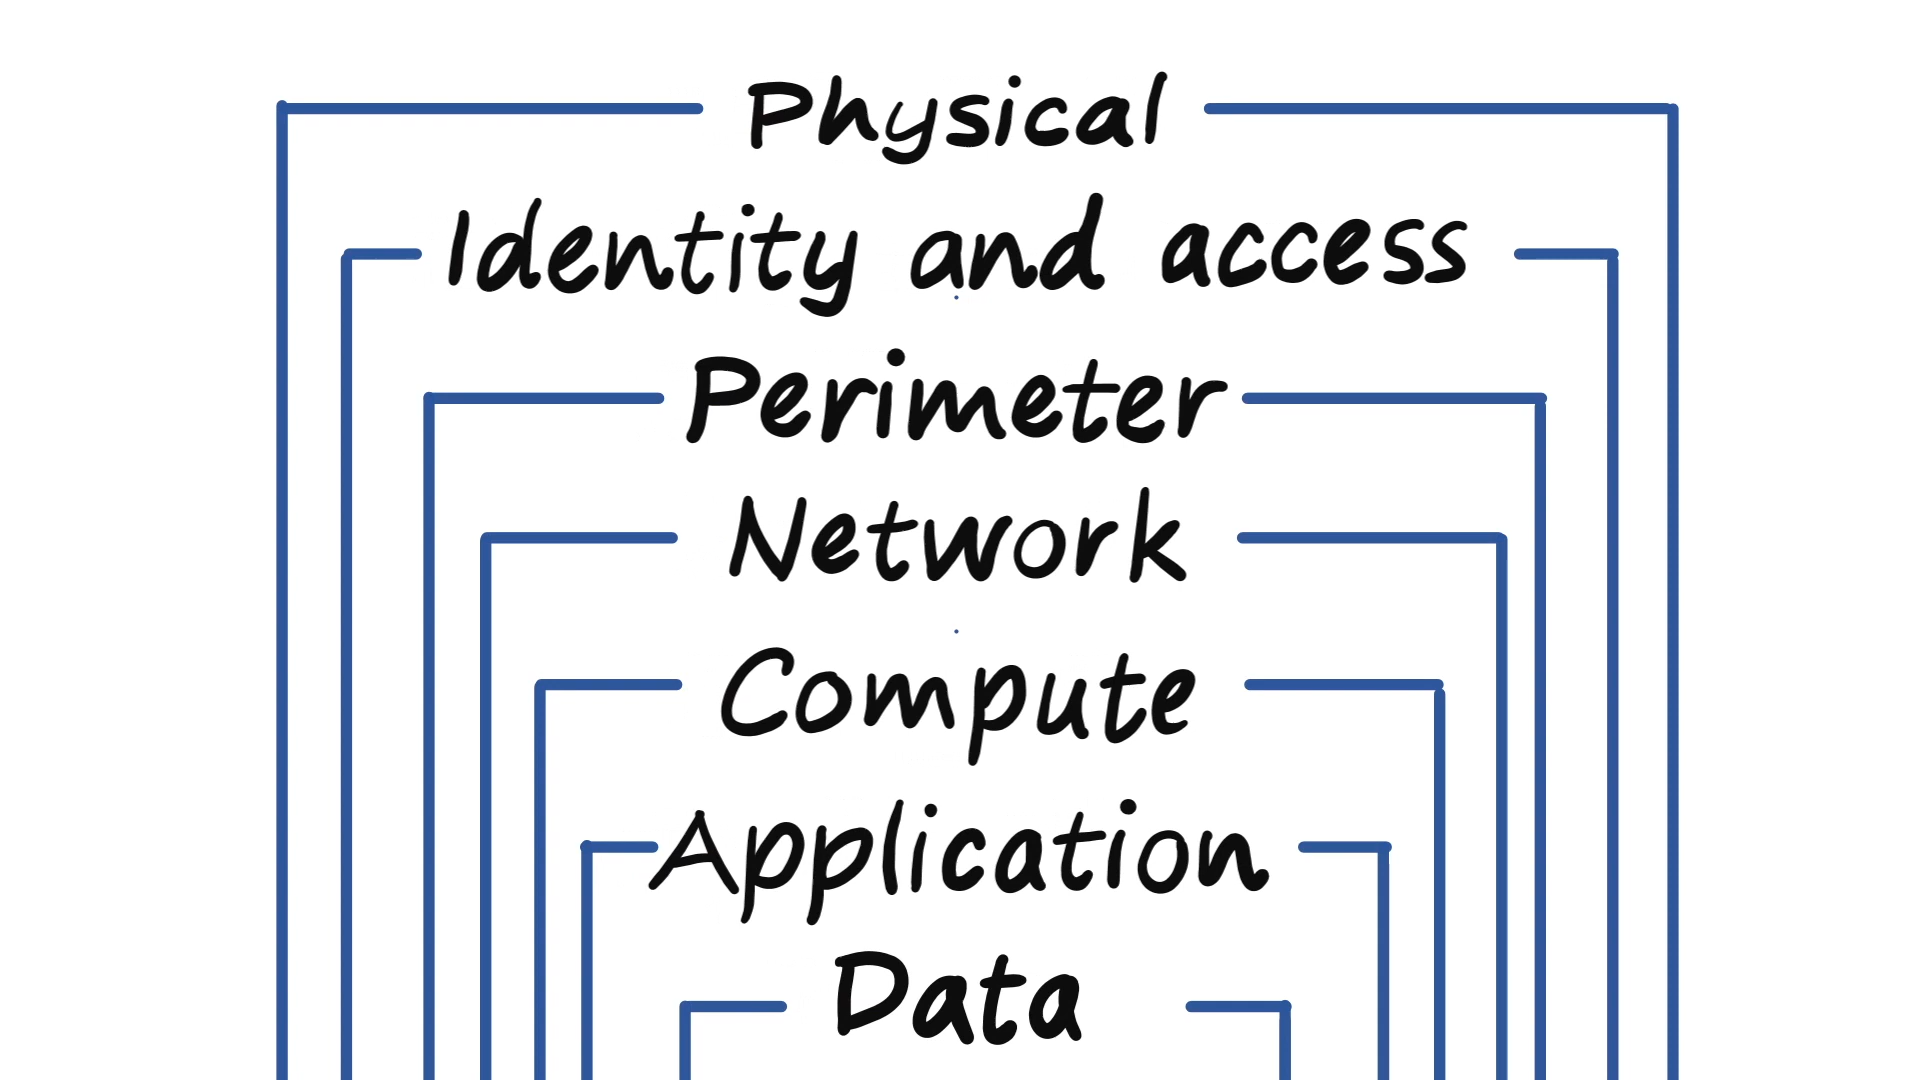 Physical
Identity and access
Perimeter
Network
Compute
Application
Data